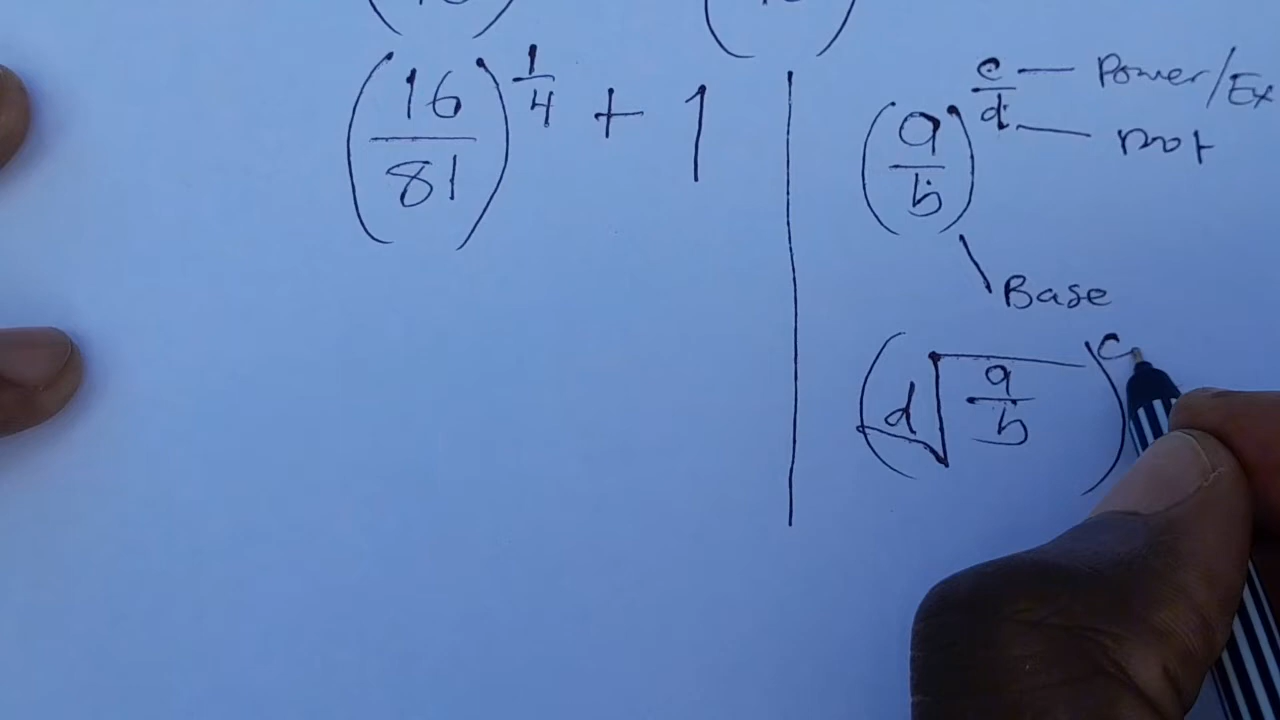 (16/81)^1/4 + 1
(a/b)^c/d
c — Power/Ex
d — root
Base
(d√a/b)^c